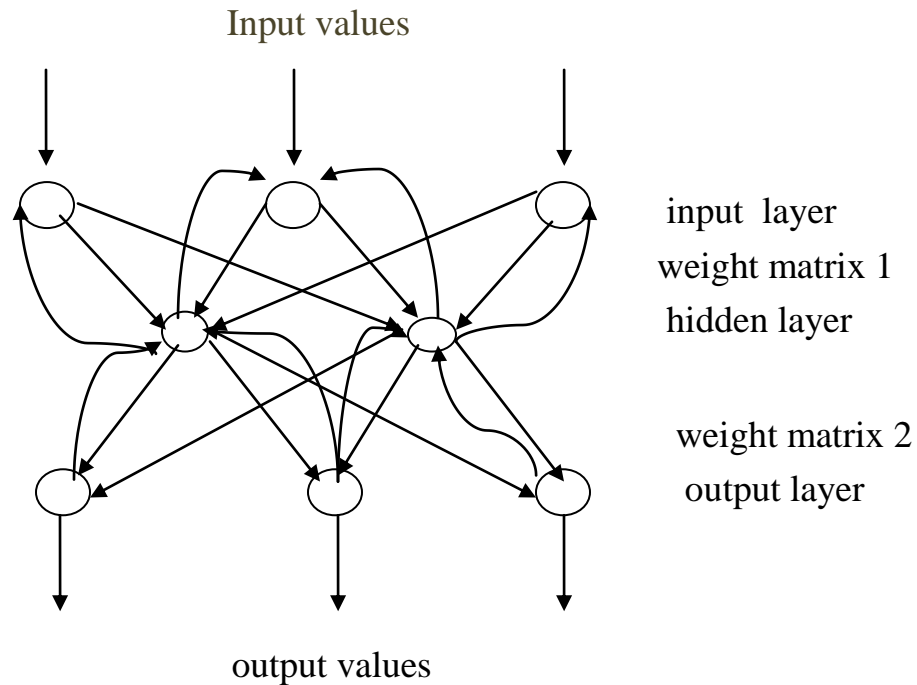 Input values
input layer
weight matrix 1
hidden layer
weight matrix 2
output layer
output values